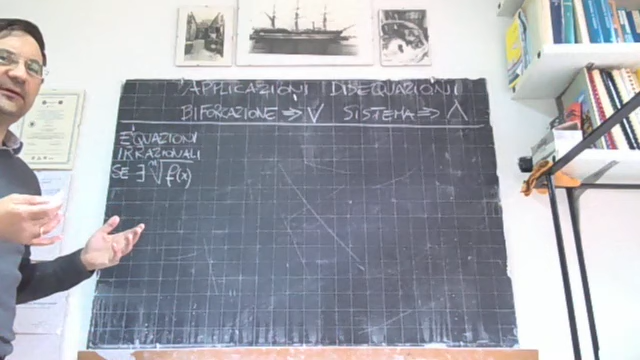 APPLICAZIONI DISEQUAZIONI
BIFORCAZIONE => V SISTEMA => Λ
EQUAZIONI
IRRAZIONALI
SE ∃ ⁿ√f(x)